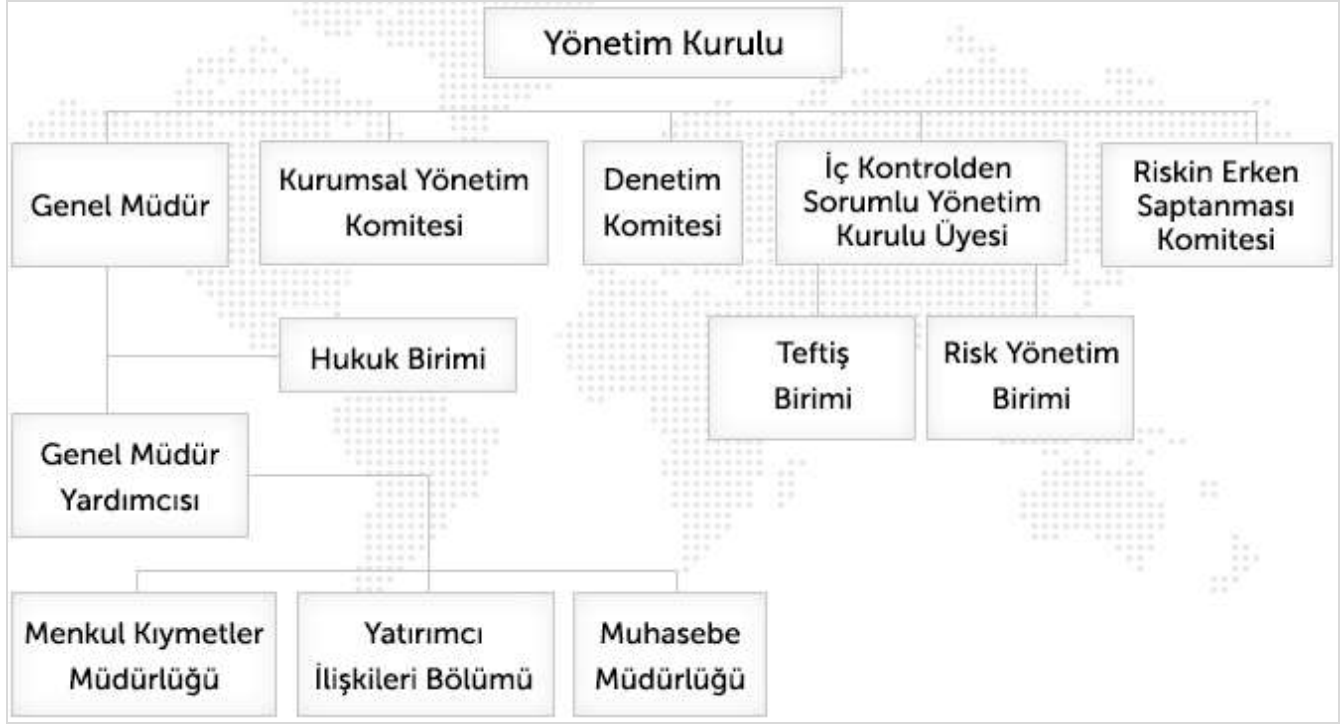 Yönetim Kurulu
Genel Müdür
Kurumsal Yönetim
Komitesi
Denetim
Komitesi
İç Kontrolden
Sorumlu Yönetim
Kurulu Üyesi
Riskin Erken
Saptanması
Komitesi
Hukuk Birimi
Teftiş
Birimi
Risk Yönetim
Birimi
Genel Müdür
Yardımcısı
Menkul Kıymetler
Müdürlüğü
Yatırımcı
İlişkileri Bölümü
Muhasebe
Müdürlüğü